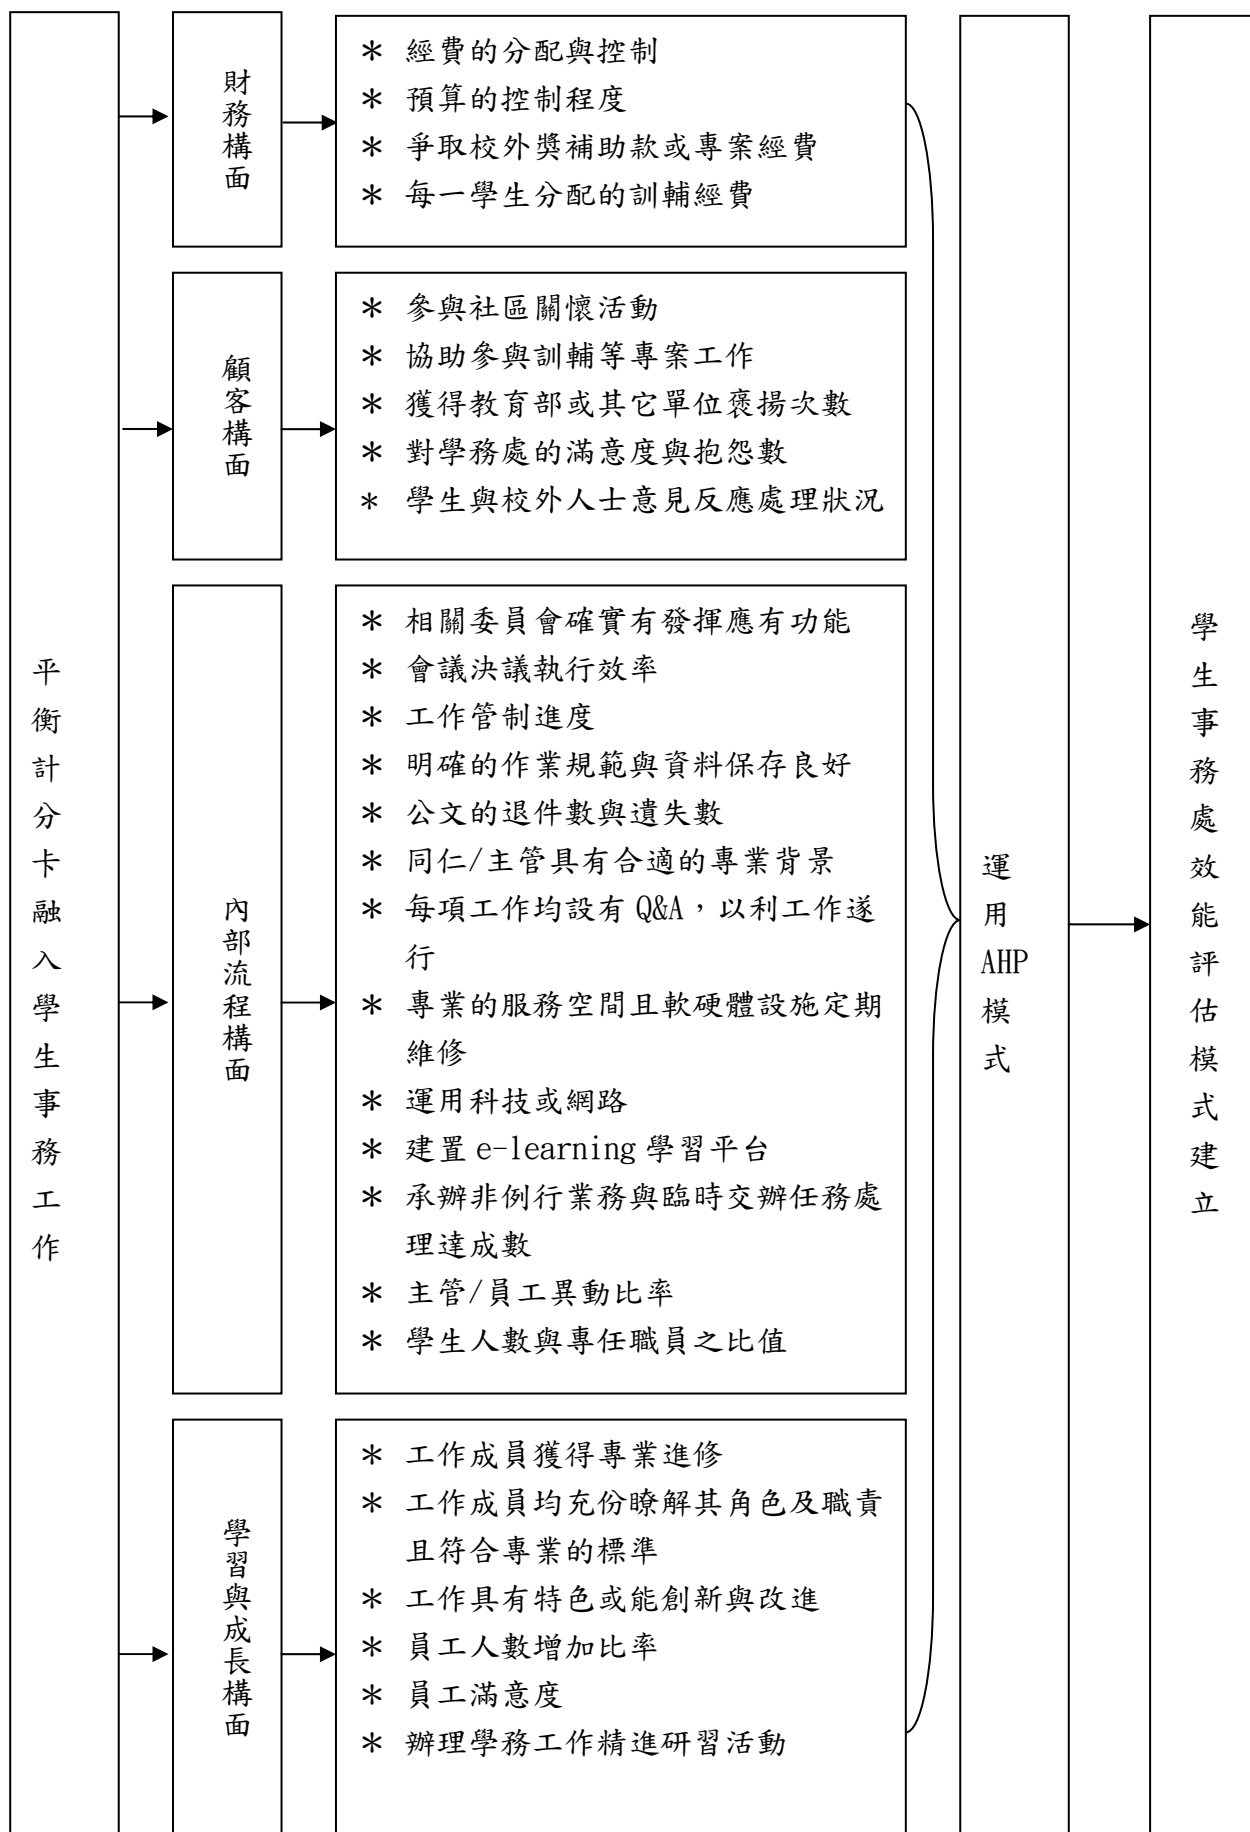 平衡計分卡融入學生事務工作
財務構面
＊ 經費的分配與控制
＊ 預算的控制程度
＊ 爭取校外獎補助款或專案經費
＊ 每一學生分配的訓輔經費
顧客構面
＊ 參與社區關懷活動
＊ 協助參與訓輔等專案工作
＊ 獲得教育部或其它單位褒揚次數
＊ 對學務處的滿意度與抱怨數
＊ 學生與校外人士意見反應處理狀況
內部流程構面
＊ 相關委員會確實有發揮應有功能
＊ 會議決議執行效率
＊ 工作管制進度
＊ 明確的作業規範與資料保存良好
＊ 公文的退件數與遺失數
＊ 同仁/主管具有合適的專業背景
＊ 每項工作均設有 Q&A，以利工作遂
行
＊ 專業的服務空間且軟硬體設施定期
維修
＊ 運用科技或網路
＊ 建置 e-learning 學習平台
＊ 承辦非例行業務與臨時交辦任務處
理達成數
＊ 主管/員工異動比率
＊ 學生人數與專任職員之比值
學習與成長構面
＊ 工作成員獲得專業進修
＊ 工作成員均充份瞭解其角色及職責
且符合專業的標準
＊ 工作具有特色或能創新與改進
＊ 員工人數增加比率
＊ 員工滿意度
＊ 辦理學務工作精進研習活動
運用AHP模式
學生事務處效能評估模式建立